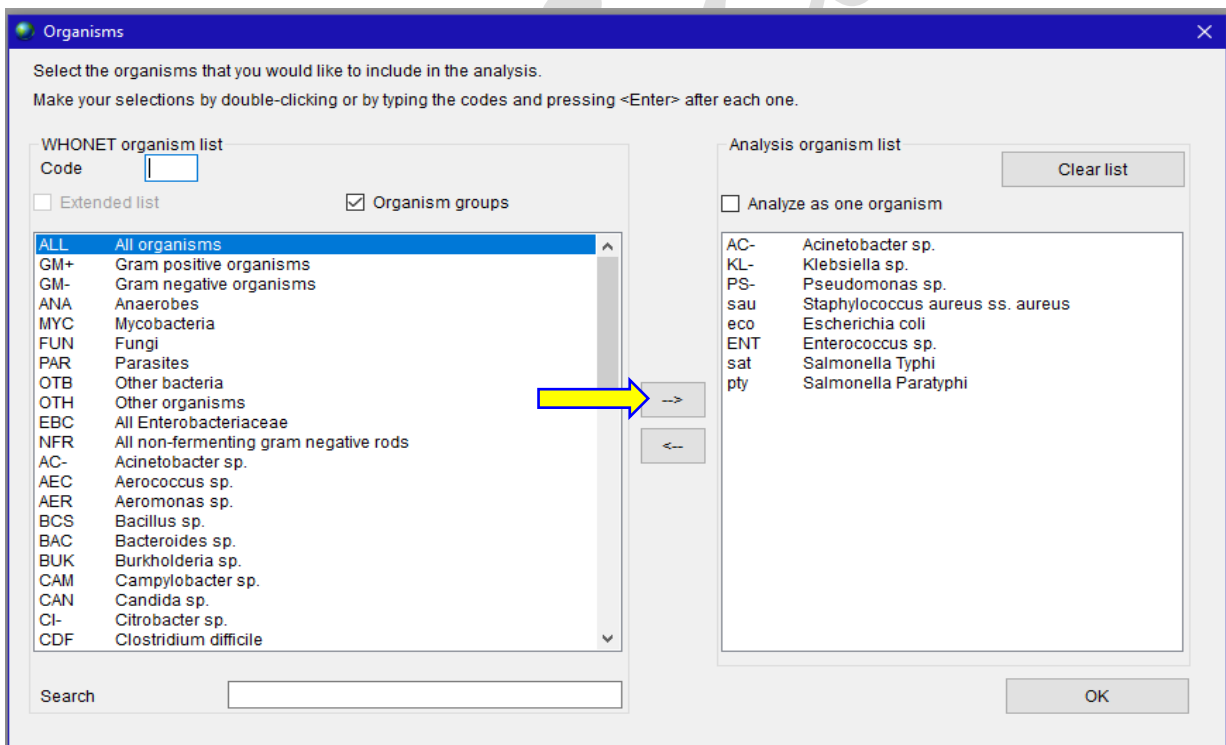 Organisms
Select the organisms that you would like to include in the analysis.
Make your selections by double-clicking or by typing the codes and pressing <Enter> after each one.
WHONET organism list
Code
Extended list
Organism groups
ALL All organisms
GM+ Gram positive organisms
GM- Gram negative organisms
ANA Anaerobes
MYC Mycobacteria
FUN Fungi
PAR Parasites
OTB Other bacteria
OTH Other organisms
EBC All Enterobacteriaceae
NFR All non-fermenting gram negative rods
AC- Acinetobacter sp.
AEC Aerococcus sp.
AER Aeromonas sp.
BCS Bacillus sp.
BAC Bacteroides sp.
BUK Burkholderia sp.
CAM Campylobacter sp.
CAN Candida sp.
CI- Citrobacter sp.
CDF Clostridium difficile
Search
-->
<--
Analysis organism list
Clear list
Analyze as one organism
AC- Acinetobacter sp.
KL- Klebsiella sp.
PS- Pseudomonas sp.
sau Staphylococcus aureus ss. aureus
eco Escherichia coli
ENT Enterococcus sp.
sat Salmonella Typhi
pty Salmonella Paratyphi
OK